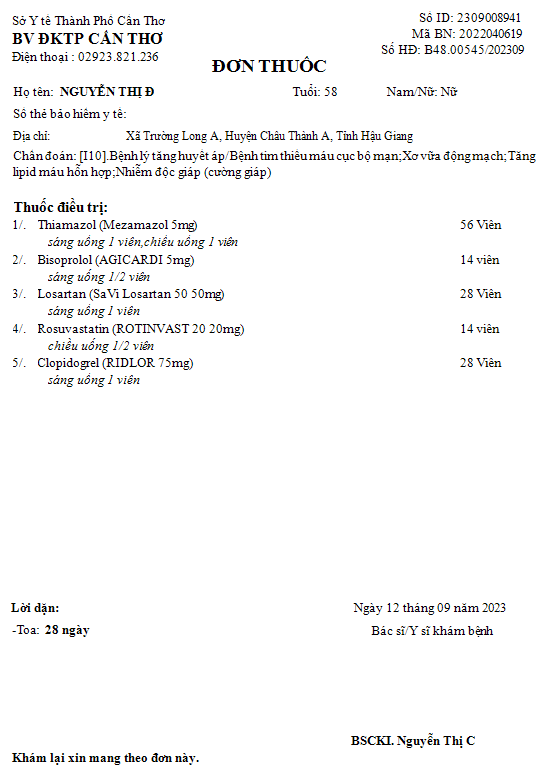 Sở Y tế Thành Phố Cần Thơ
BV ĐKTP CẦN THƠ
Điện thoại : 02923.821.236
Số ID: 2309008941
Mã BN: 2022040619
Số HĐ: B48.00545/202309
ĐƠN THUỐC
Họ tên: NGUYỄN THỊ Đ Tuổi: 58 Nam/Nữ: Nữ
Số thẻ bảo hiểm y tế:
Địa chỉ: Xã Trường Long A, Huyện Châu Thành A, Tỉnh Hậu Giang
Chẩn đoán: [I10].Bệnh lý tăng huyết áp/Bệnh tim thiếu máu cục bộ mạn;Xơ vữa động mạch;Tăng
lipid máu hỗn hợp;Nhiễm độc giáp (cường giáp)
Thuốc điều trị:
1/. Thiamazol (Mezamazol 5mg) 56 Viên
sáng uống 1 viên,chiều uống 1 viên
2/. Bisoprolol (AGICARDI 5mg) 14 viên
sáng uống 1/2 viên
3/. Losartan (SaVi Losartan 50 50mg) 28 Viên
sáng uống 1 viên
4/. Rosuvastatin (ROTINVAST 20 20mg) 14 viên
chiều uống 1/2 viên
5/. Clopidogrel (RIDLOR 75mg) 28 Viên
sáng uống 1 viên
Lời dặn: Ngày 12 tháng 09 năm 2023
-Toa: 28 ngày Bác sĩ/Y sĩ khám bệnh
BSCKI. Nguyễn Thị C
Khám lại xin mang theo đơn này.